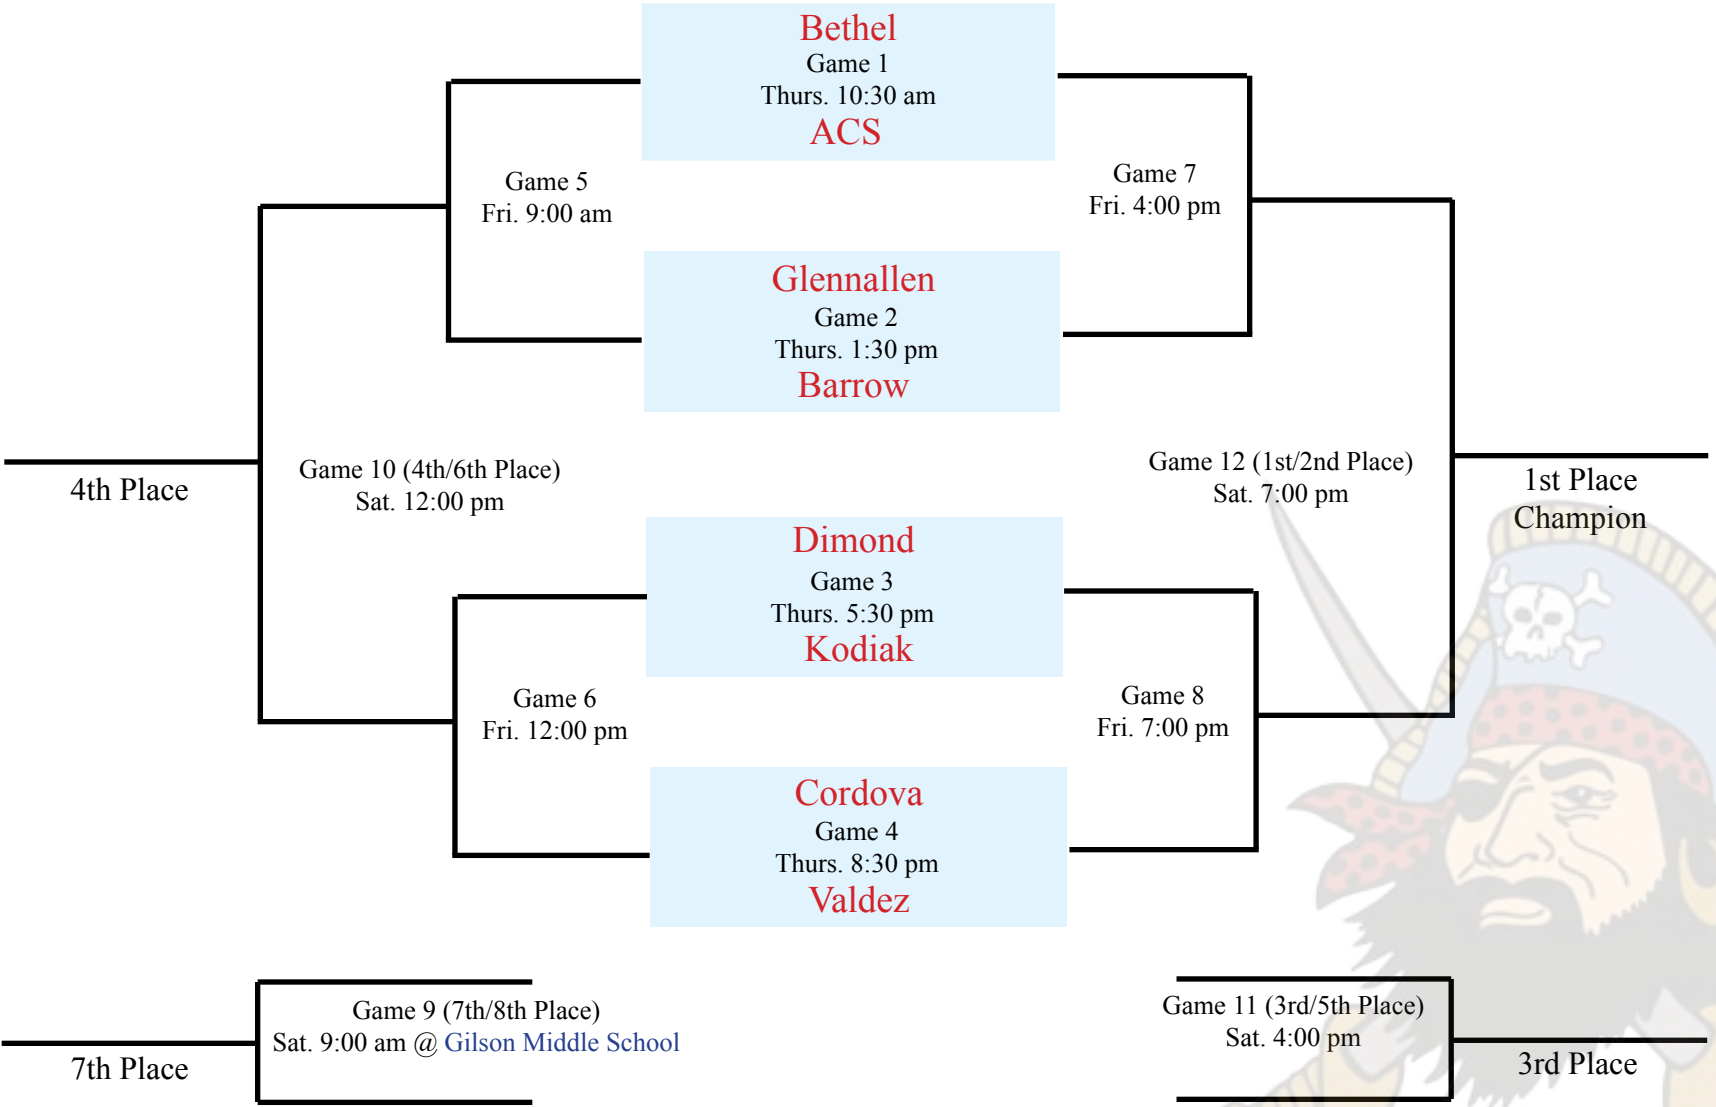 Bethel
Game 1
Thurs. 10:30 am
ACS
Game 5
Fri. 9:00 am
Game 7
Fri. 4:00 pm
Glennallen
Game 2
Thurs. 1:30 pm
Barrow
4th Place
Game 10 (4th/6th Place)
Sat. 12:00 pm
Game 12 (1st/2nd Place)
Sat. 7:00 pm
1st Place
Champion
Dimond
Game 3
Thurs. 5:30 pm
Kodiak
Game 6
Fri. 12:00 pm
Game 8
Fri. 7:00 pm
Cordova
Game 4
Thurs. 8:30 pm
Valdez
Game 9 (7th/8th Place)
Sat. 9:00 am @ Gilson Middle School
7th Place
Game 11 (3rd/5th Place)
Sat. 4:00 pm
3rd Place